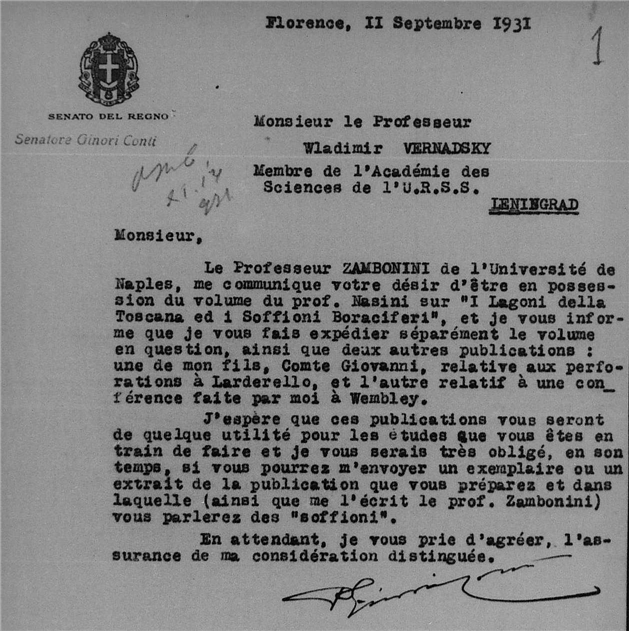 Florence, II Septembre 1931
1
SENATO DEL REGNO
Senatore Ginori Conti
Monsieur le Professeur
Wladimir VERNADSKY
Membre de l'Académie des
Sciences de l'U.R.S.S.
LENINGRAD
Monsieur,
Le Professeur ZAMBONINI de l'Université de
Naples, me communique votre désir d'être en posses-
sion du volume du prof. Nasini sur "I Lagoni della
Toscana ed i Soffioni Boraciferi", et je vous infor-
me que je vous fais expédier séparément le volume
en question, ainsi que deux autres publications :
une de mon fils, Comte Giovanni, relative aux perfo-
rations à Larderello, et l'autre relatif à une con_
férence faite par moi à Wembley.
J'espère que ces publications vous seront
de quelque utilité pour les études que vous êtes en
train de faire et je vous serais très obligé, en son
temps, si vous pourrez m'envoyer un exemplaire ou un
extrait de la publication que vous préparez et dans
laquelle (ainsi que me l'écrit le prof. Zambonini)
vous parlerez des "soffioni".
En attendant, je vous prie d'agréer, l'as-
surance de ma considération distinguée.